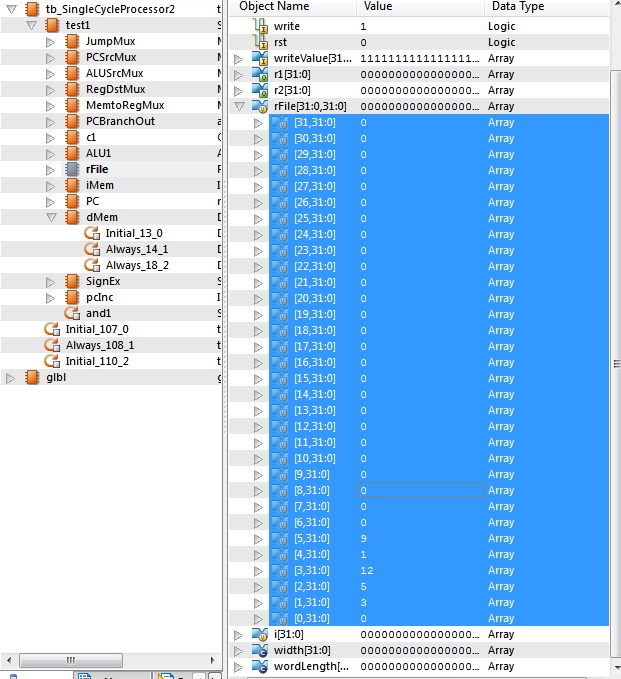 tb_SingleCycleProcessor2
test1
JumpMux
PCSrcMux
ALUSrcMux
RegDstMux
MemtoRegMux
PCBranchOut
c1
ALU1
rFile
iMem
PC
dMem
Initial_13_0
Always_14_1
Always_18_2
SignEx
pcInc
and1
Initial_107_0
Always_108_1
Initial_110_2
glbl
Object Name Value Data Type
write 1 Logic
rst 0 Logic
writeValue[31... 1111111111111111... Array
r1[31:0] 0000000000000000... Array
r2[31:0] 0000000000000000... Array
rFile[31:0,31:0] 0000000000000000... Array
[31,31:0] 0 Array
[30,31:0] 0 Array
[29,31:0] 0 Array
[28,31:0] 0 Array
[27,31:0] 0 Array
[26,31:0] 0 Array
[25,31:0] 0 Array
[24,31:0] 0 Array
[23,31:0] 0 Array
[22,31:0] 0 Array
[21,31:0] 0 Array
[20,31:0] 0 Array
[19,31:0] 0 Array
[18,31:0] 0 Array
[17,31:0] 0 Array
[16,31:0] 0 Array
[15,31:0] 0 Array
[14,31:0] 0 Array
[13,31:0] 0 Array
[12,31:0] 0 Array
[11,31:0] 0 Array
[10,31:0] 0 Array
[9,31:0] 0 Array
[8,31:0] 0 Array
[7,31:0] 0 Array
[6,31:0] 0 Array
[5,31:0] 9 Array
[4,31:0] 1 Array
[3,31:0] 12 Array
[2,31:0] 5 Array
[1,31:0] 3 Array
[0,31:0] 0 Array
i[31:0] 0000000000000000... Array
width[31:0] 0000000000000000... Array
wordLength[... 0000000000000000... Array